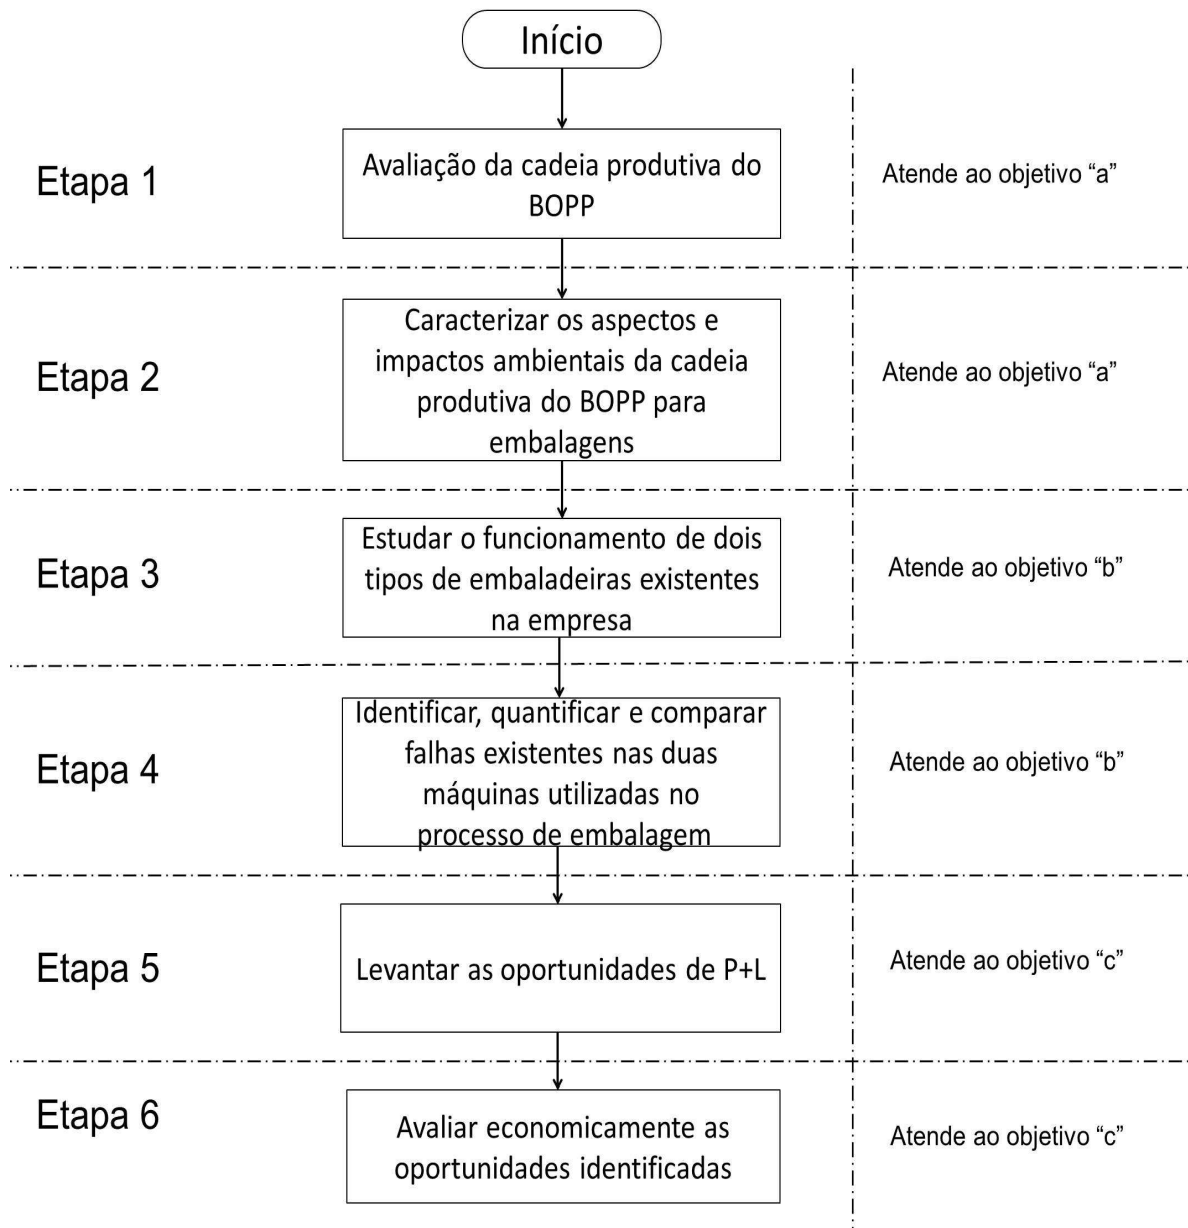 Início
Etapa 1
Avaliação da cadeia produtiva do
BOPP
Atende ao objetivo “a”
Etapa 2
Caracterizar os aspectos e
impactos ambientais da cadeia
produtiva do BOPP para
embalagens
Atende ao objetivo “a”
Etapa 3
Estudar o funcionamento de dois
tipos de embaladeiras existentes
na empresa
Atende ao objetivo “b”
Etapa 4
Identificar, quantificar e comparar
falhas existentes nas duas
máquinas utilizadas no
processo de embalagem
Atende ao objetivo “b”
Etapa 5
Levantar as oportunidades de P+L
Atende ao objetivo “c”
Etapa 6
Avaliar economicamente as
oportunidades identificadas
Atende ao objetivo “c”